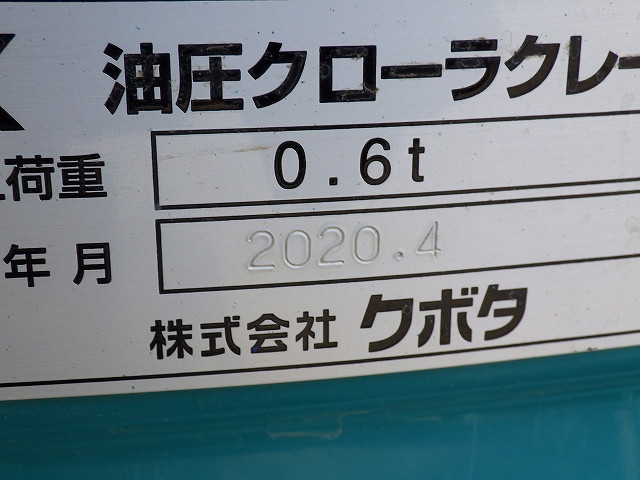 油圧クローラクレー
荷重 0.6t
年月 2020.4
株式会社クボタ